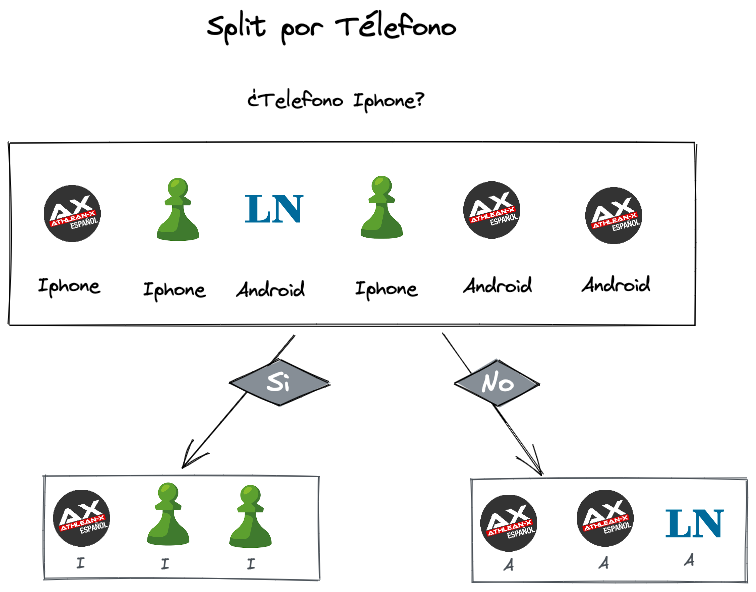 Split por Télefono
¿Telefono Iphone?
AX
ATHLEAN-X
ESPAÑOL
LN
AX
ATHLEAN-X
ESPAÑOL
AX
ATHLEAN-X
ESPAÑOL
Iphone Iphone Android Iphone Android Android
Si No
AX
ATHLEAN-X
ESPAÑOL
AX
ATHLEAN-X
ESPAÑOL
AX
ATHLEAN-X
ESPAÑOL
LN
I I I A A A